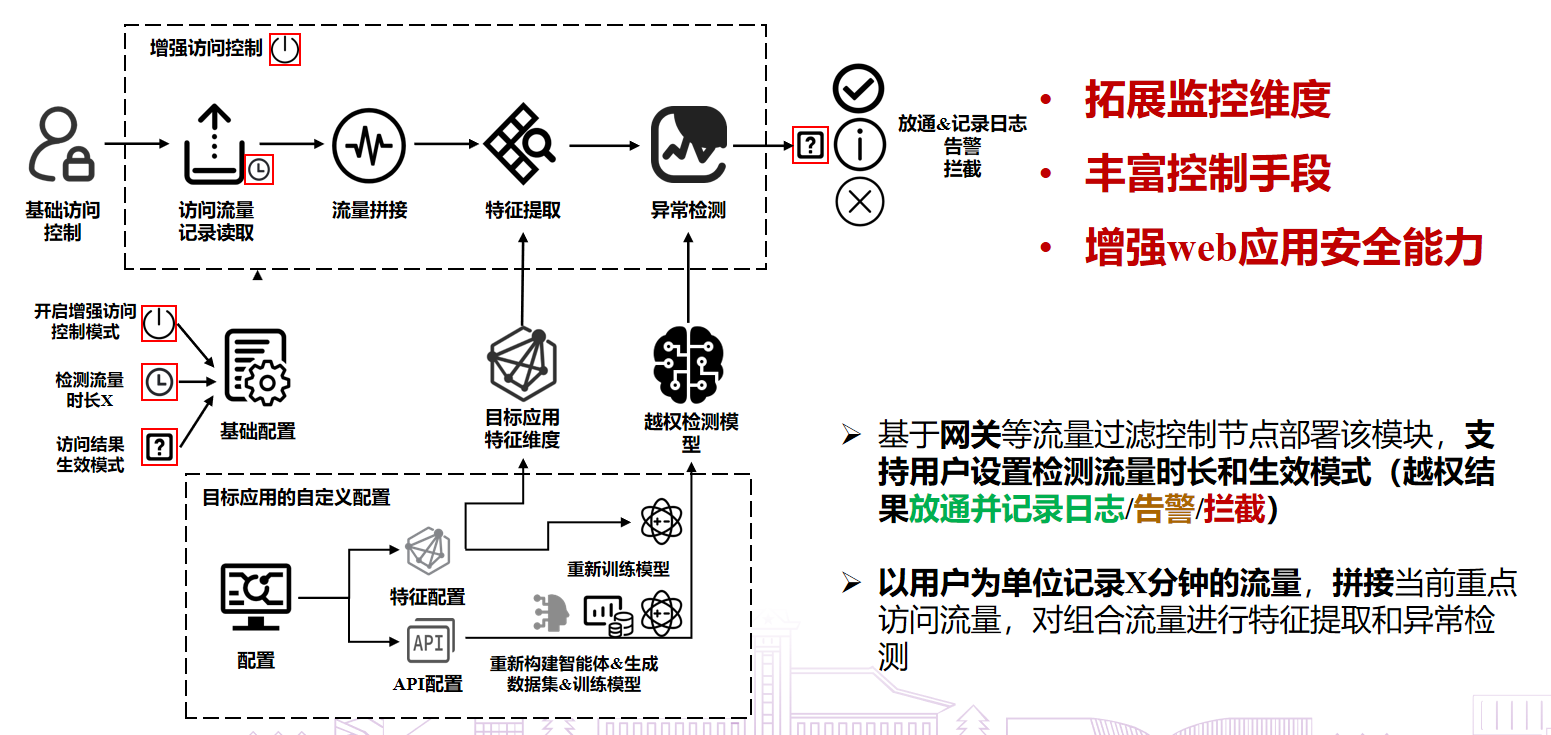 增强访问控制
基础访问
控制
访问流量
记录读取
流量拼接
特征提取
异常检测
放通&记录日志
告警
拦截
开启增强访问
控制模式
检测流量
时长X
访问结果
生效模式
基础配置
目标应用
特征维度
越权检测模
型
目标应用的自定义配置
配置
特征配置
API
API配置
重新训练模型
重新构建智能体&生成
数据集&训练模型
• 拓展监控维度
• 丰富控制手段
• 增强web应用安全能力
➢ 基于网关等流量过滤控制节点部署该模块，支
持用户设置检测流量时长和生效模式（越权结
果放通并记录日志/告警/拦截）
➢ 以用户为单位记录X分钟的流量，拼接当前重点
访问流量，对组合流量进行特征提取和异常检
测